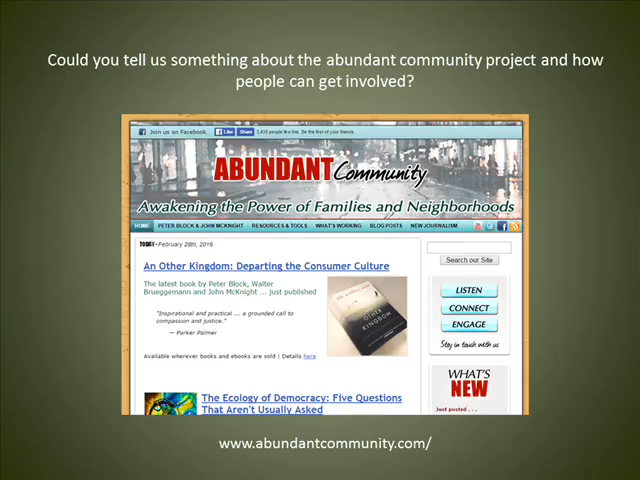 Could you tell us something about the abundant community project and how
people can get involved?
Join us on Facebook
Like
Share
3,435 people like this. Be the first of your friends.
ABUNDANT Community
Awakening the Power of Families and Neighborhoods
HOME
PETER BLOCK & JOHN MCKNIGHT
RESOURCES & TOOLS
WHAT'S WORKING
BLOG POSTS
NEW JOURNALISM
TODAY • February 28th, 2016
An Other Kingdom: Departing the Consumer Culture
The latest book by Peter Block, Walter
Brueggemann and John McKnight ... just published
"Inspirational and practical ... a grounded call to
compassion and justice."
— Parker Palmer
OTHER
KINGDOM
Available wherever books and ebooks are sold | Details here
The Ecology of Democracy: Five Questions
That Aren't Usually Asked
Search our Site
LISTEN
CONNECT
ENGAGE
Stay in touch with us
WHAT'S
NEW
Just posted . . .
www.abundantcommunity.com/